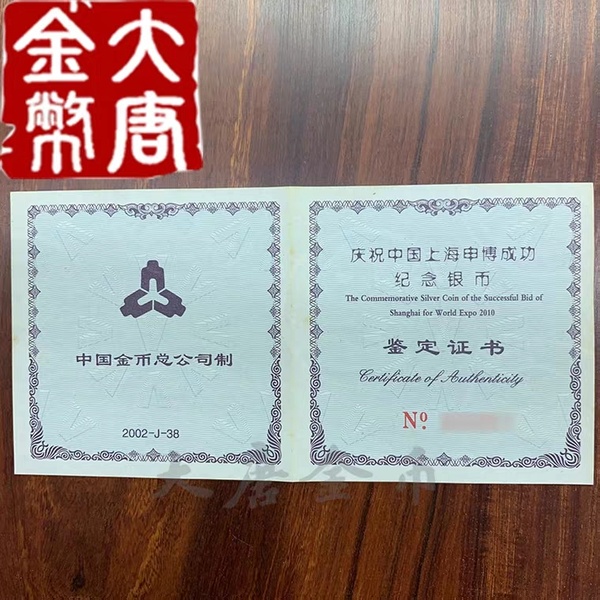 大唐
金幣
中国金币总公司制
2002-J-38
庆祝中国上海申博成功
纪念银币
The Commemorative Silver Coin of the Successful Bid of
Shanghai for World Expo 2010
鉴定证书
Certificate of Authenticity
Nº
大唐金币